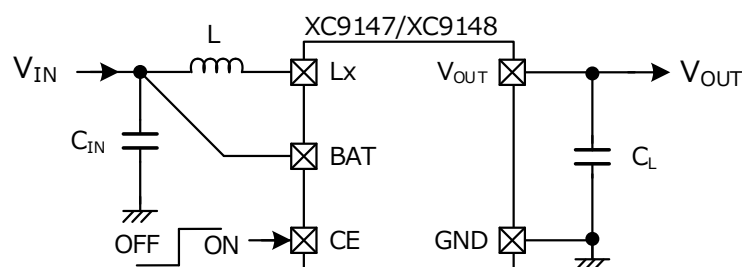 XC9147/XC9148
L
VIN
Lx
VOUT
VOUT
CIN
BAT
CL
OFF
ON
CE
GND